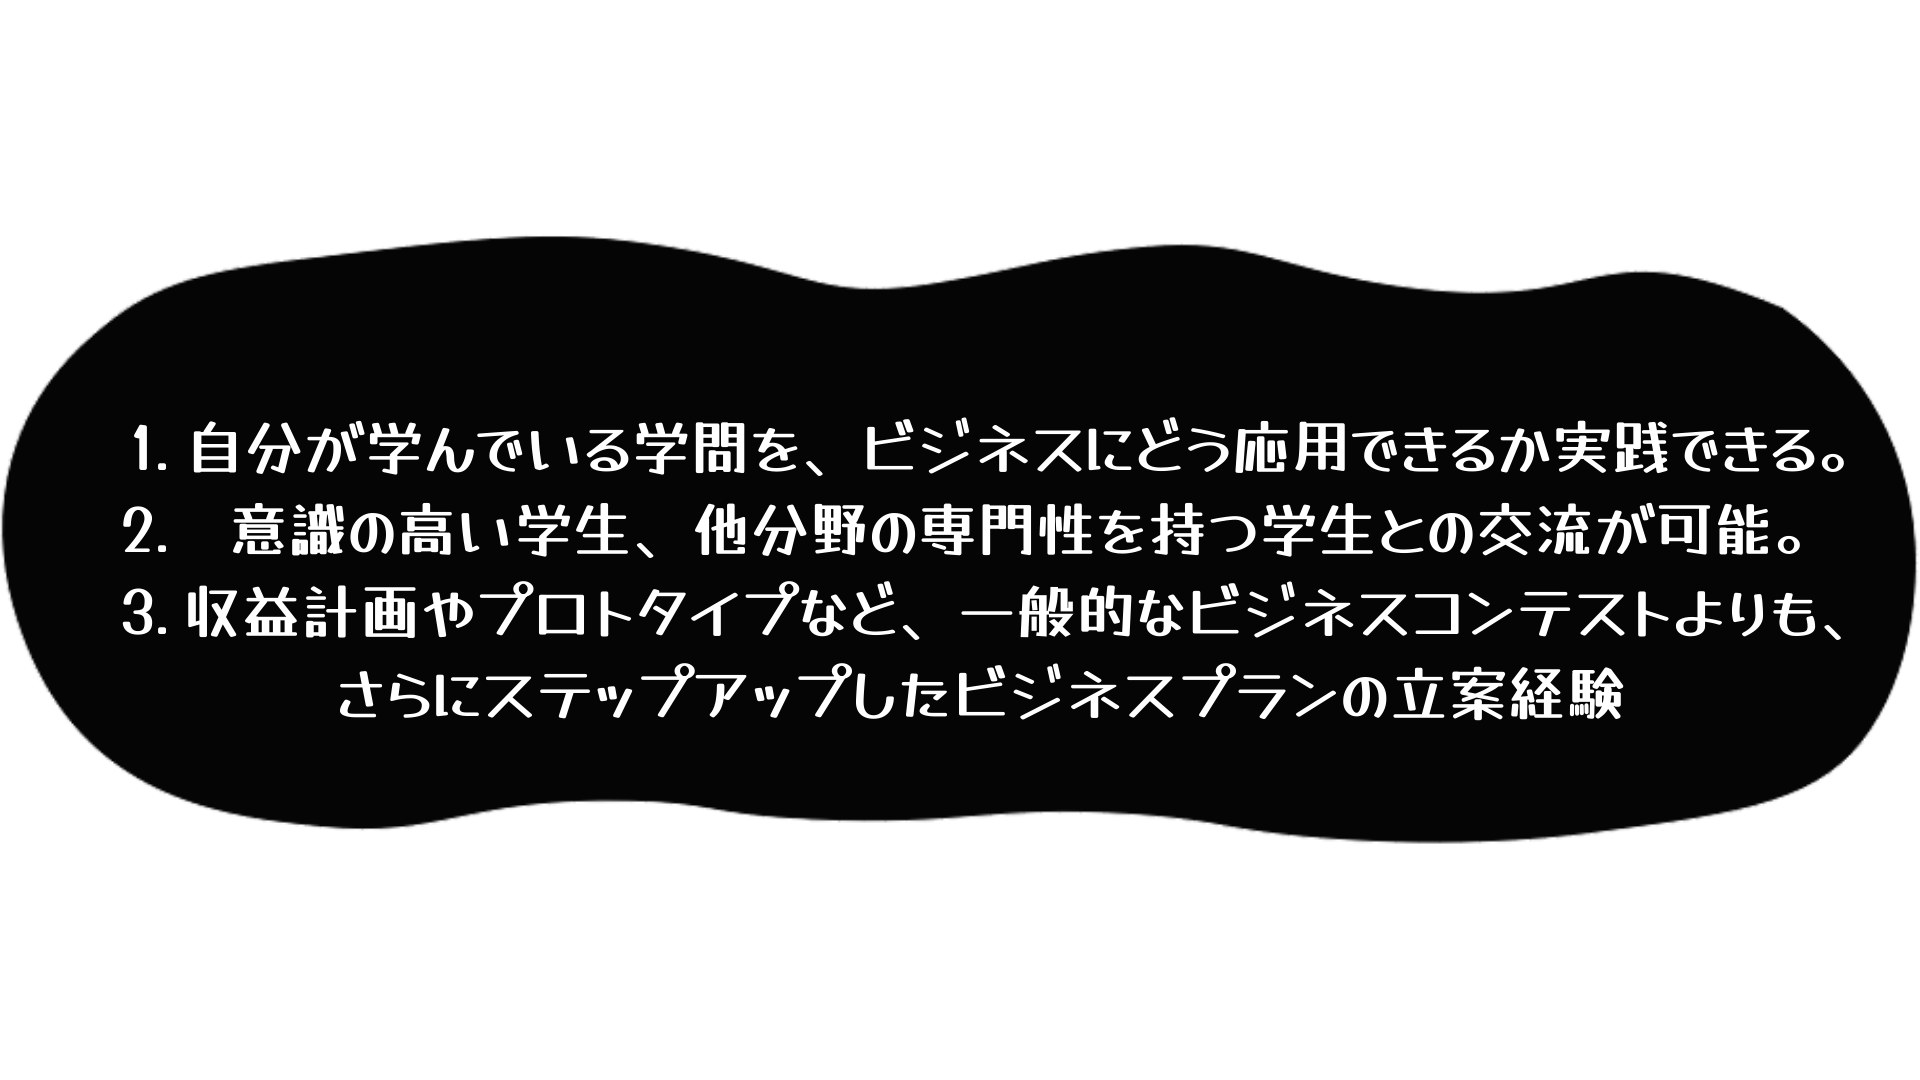 1. 自分が学んでいる学問を、ビジネスにどう応用できるか実践できる。
2.　意識の高い学生、他分野の専門性を持つ学生との交流が可能。
3. 収益計画やプロトタイプなど、一般的なビジネスコンテストよりも、
さらにステップアップしたビジネスプランの立案経験